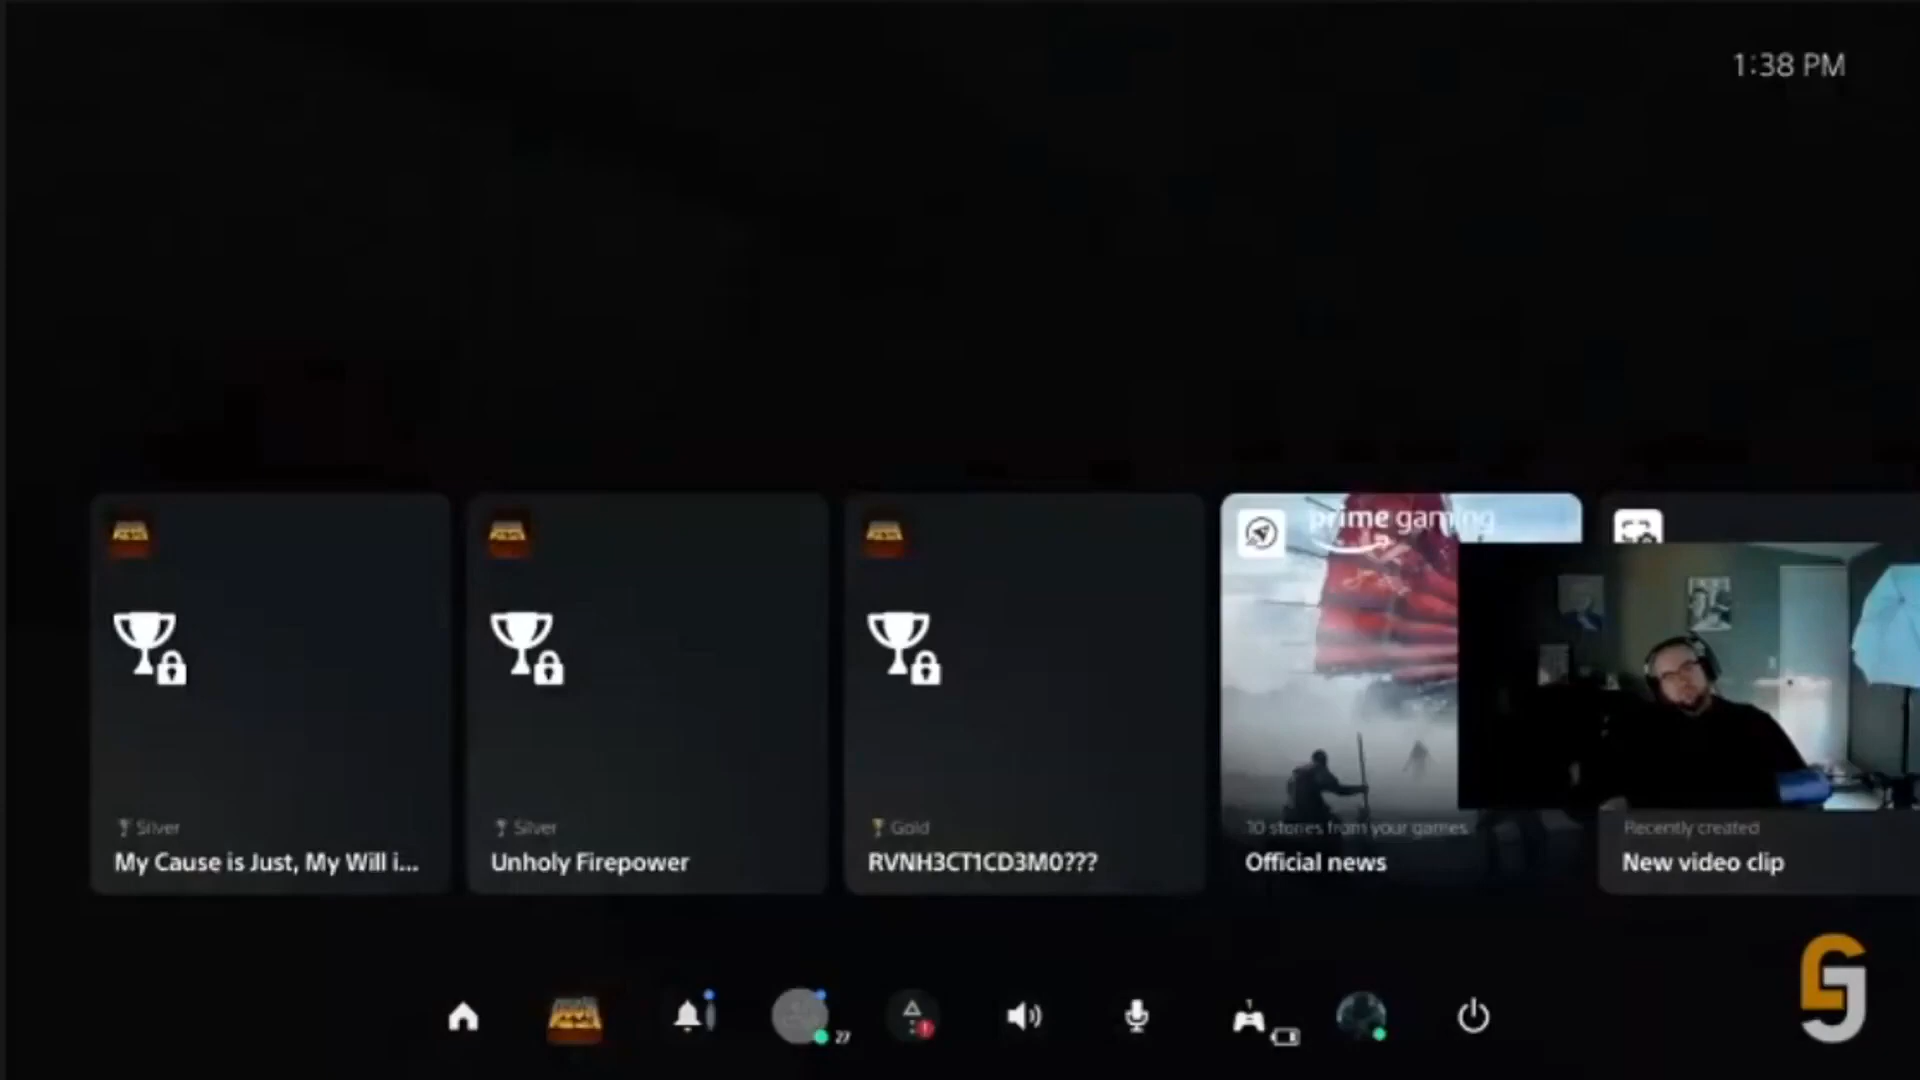 1:38 PM
prime gaming
Silver
My Cause is Just, My Will i...
Silver
Unholy Firepower
Gold
RVNH3CT1CD3M0???
10 stories from your games
Official news
Recently created
New video clip
27